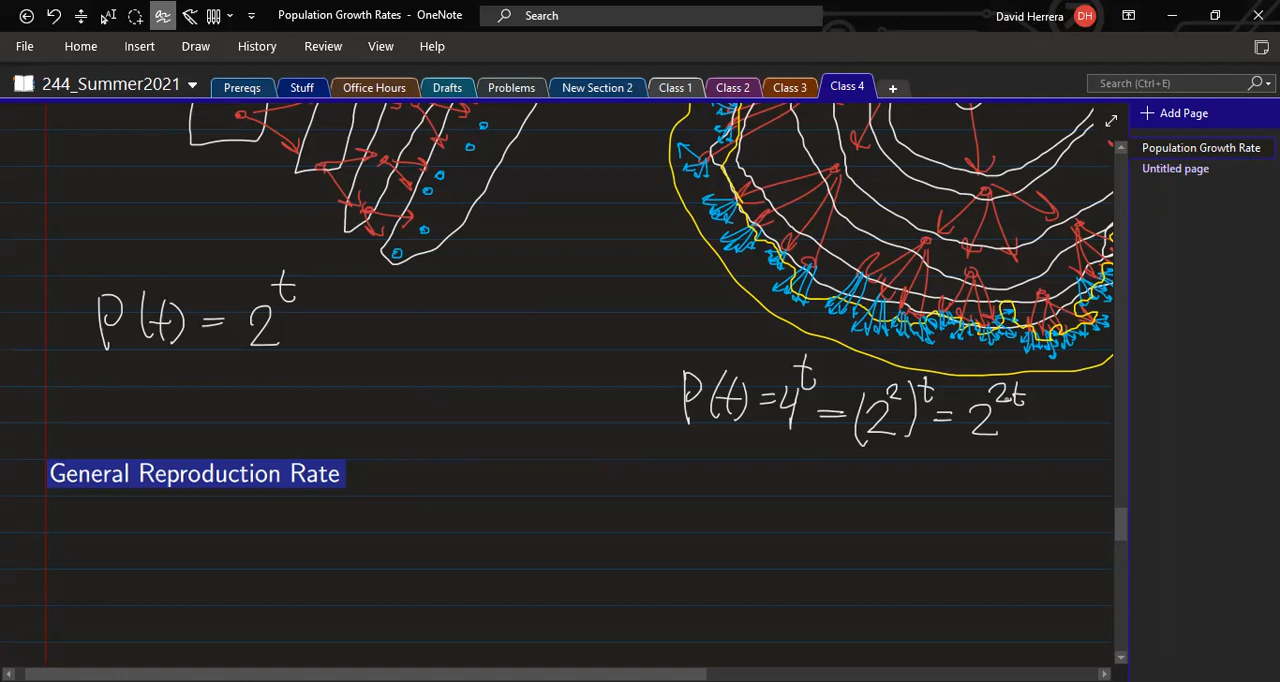 Population Growth Rates - OneNote
Search
David Herrera DH
File Home Insert Draw History Review View Help
244_Summer2021
Prereqs Stuff Office Hours Drafts Problems New Section 2 Class 1 Class 2 Class 3 Class 4 +
Search (Ctrl+E)
+ Add Page
Population Growth Rate
Untitled page
P(t) = 2^t
P(t) = 4^t = (2^2)^t = 2^{2t}
General Reproduction Rate